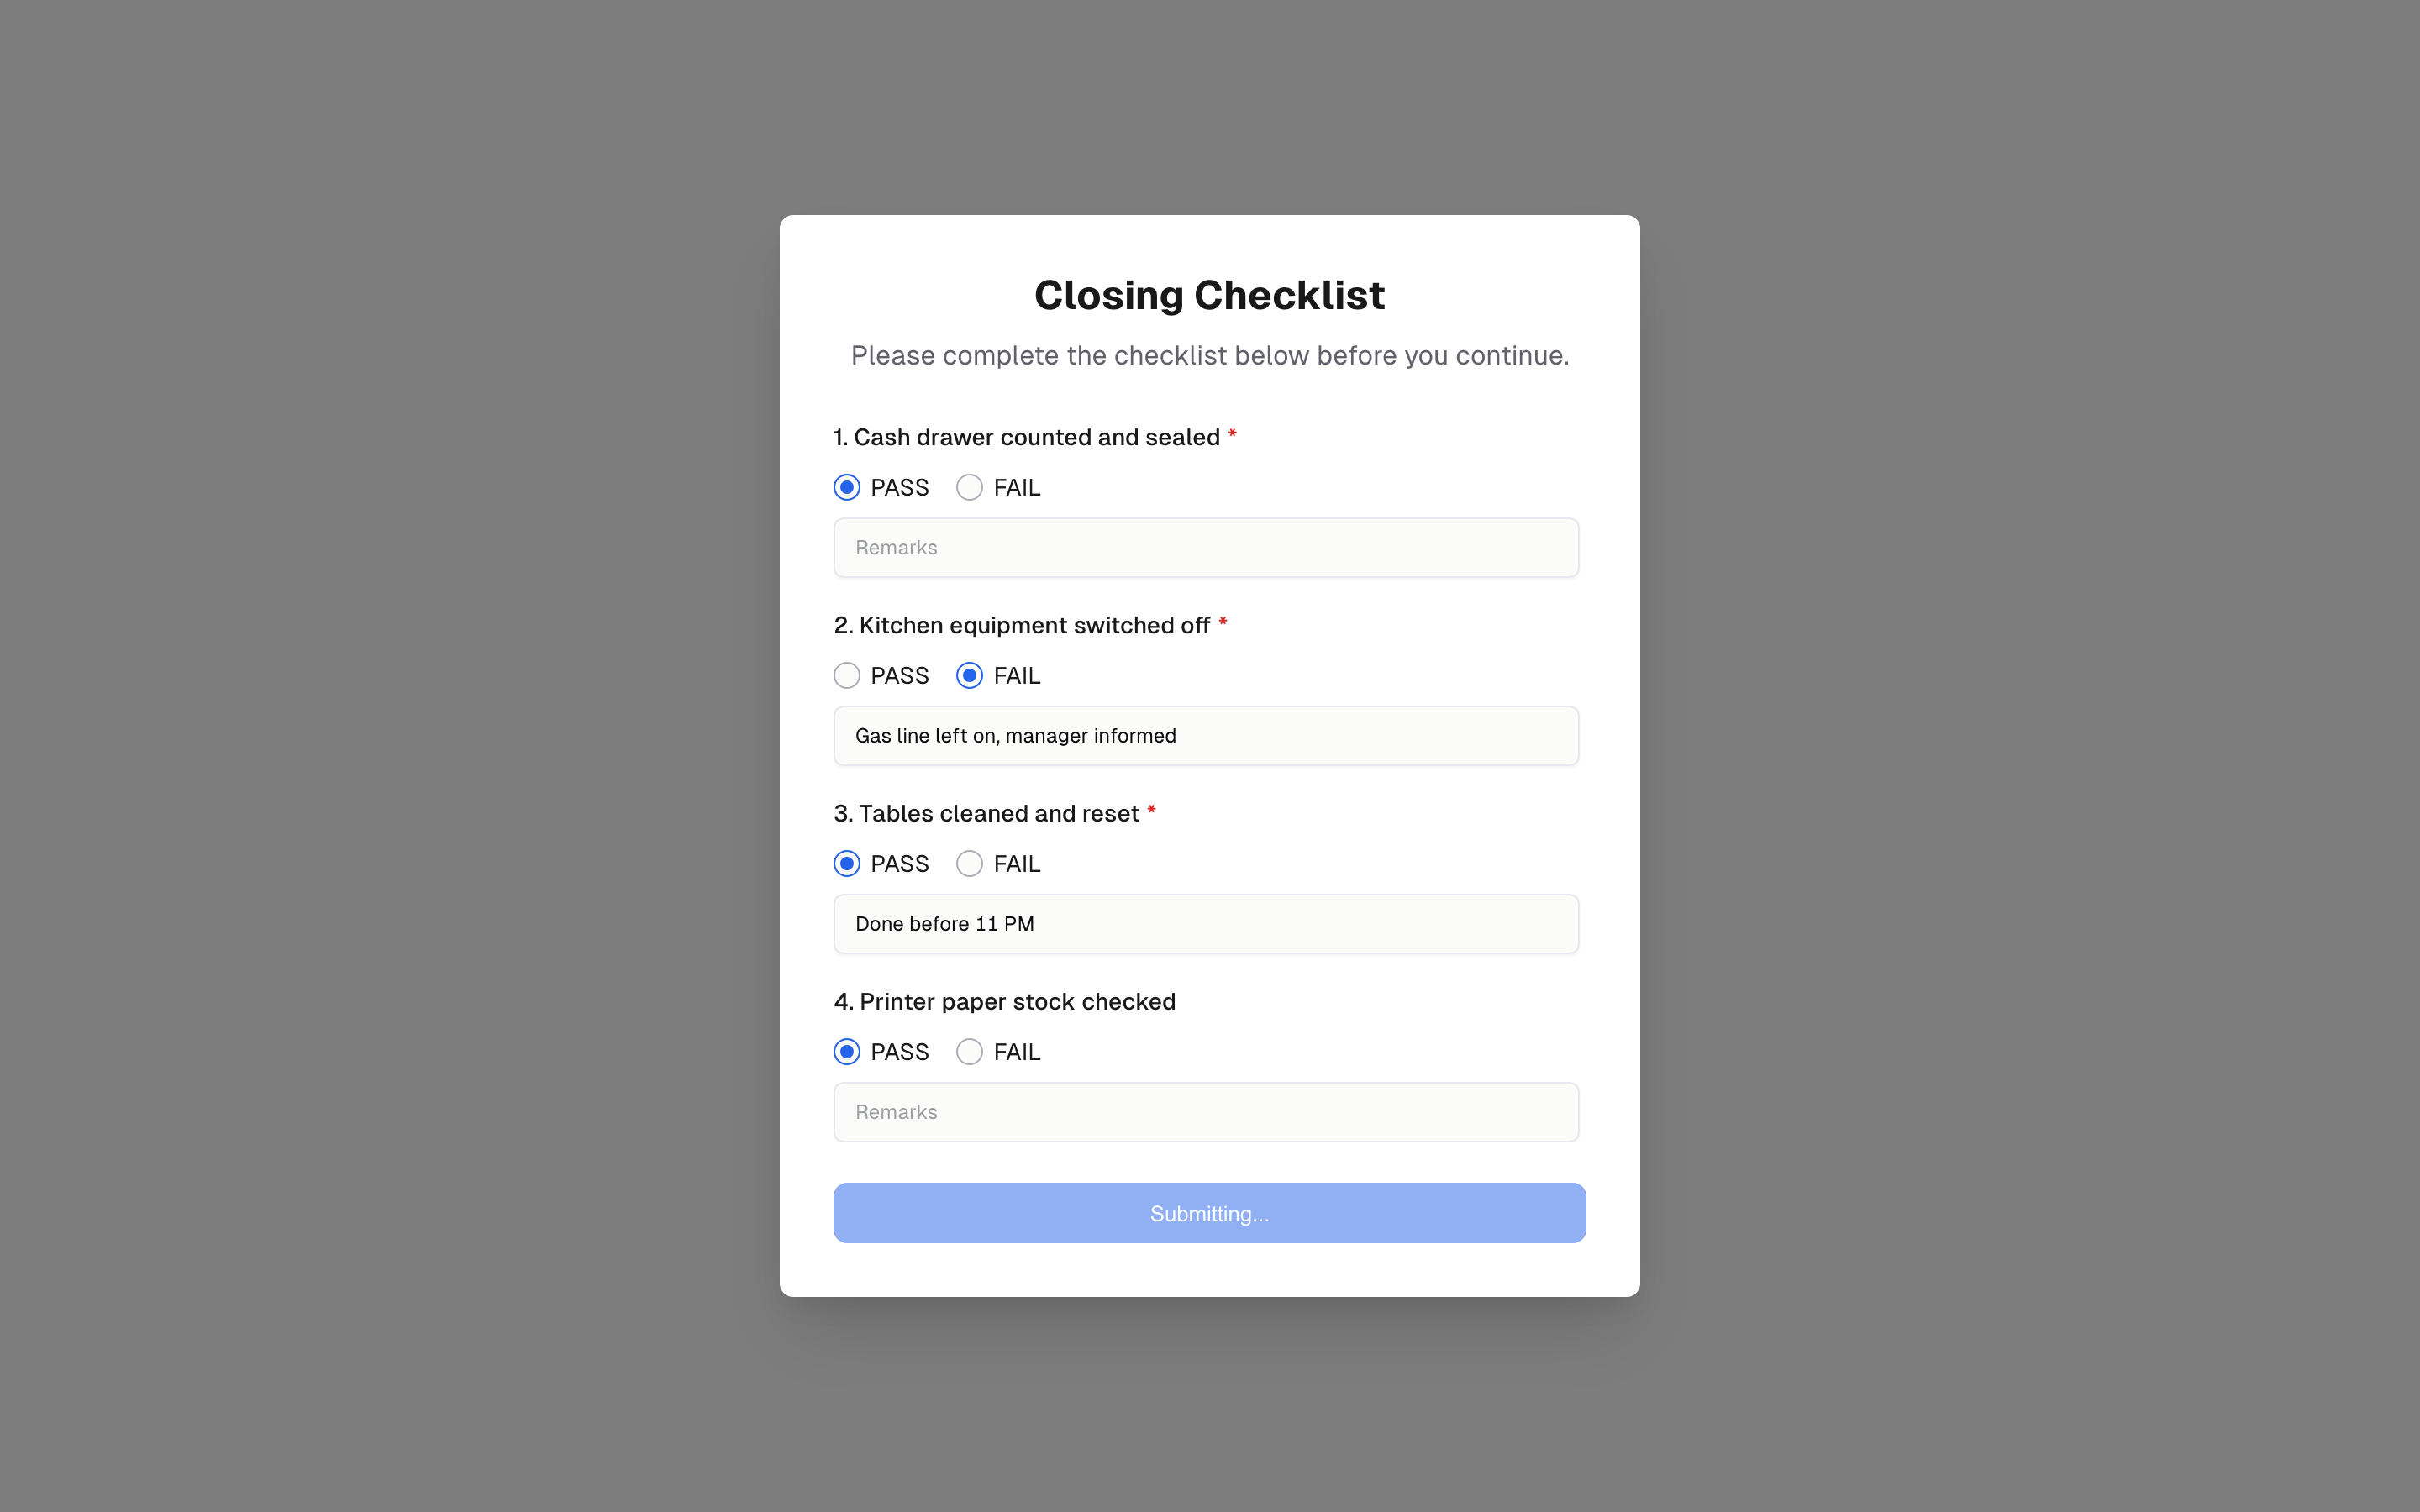 Closing Checklist
Please complete the checklist below before you continue.
1. Cash drawer counted and sealed *
PASS FAIL
Remarks
2. Kitchen equipment switched off *
PASS FAIL
Gas line left on, manager informed
3. Tables cleaned and reset *
PASS FAIL
Done before 11 PM
4. Printer paper stock checked
PASS FAIL
Remarks
Submitting...